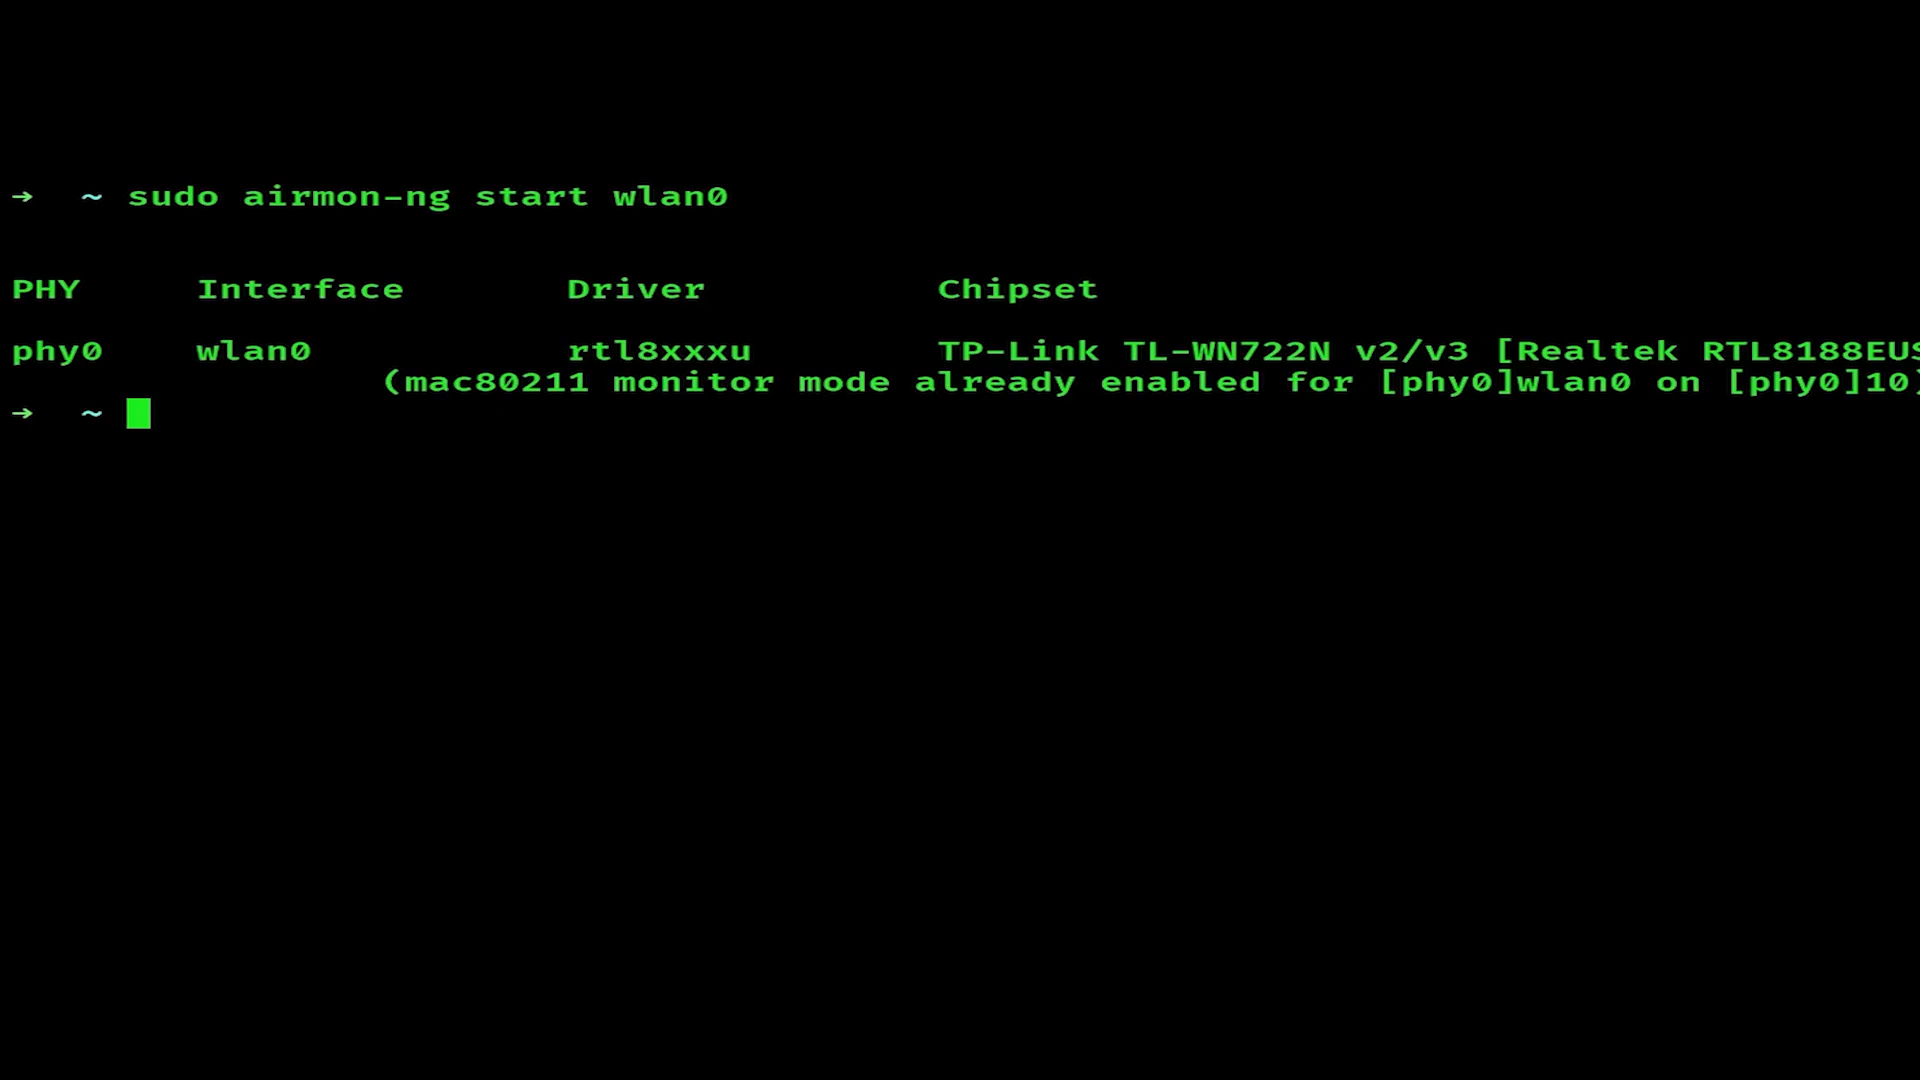 → ~ sudo airmon-ng start wlan0
PHY Interface Driver Chipset
phy0 wlan0 rtl8xxxu TP-Link TL-WN722N v2/v3 [Realtek RTL8188EUS
(mac80211 monitor mode already enabled for [phy0]wlan0 on [phy0]10)
→ ~